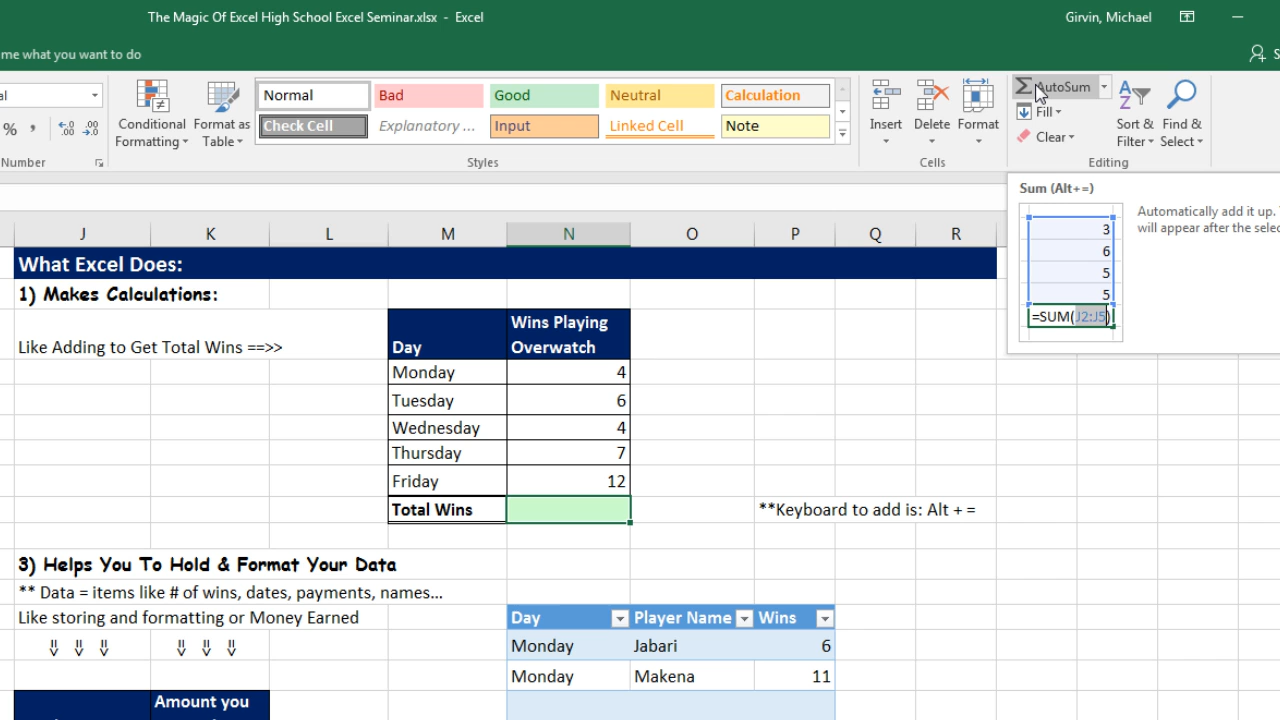 The Magic Of Excel High School Excel Seminar.xlsx - Excel
Girvin, Michael
me what you want to do
Normal Bad Good Neutral Calculation
Check Cell Explanatory ... Input Linked Cell Note
Conditional Formatting
Format as Table
Insert
Delete
Format
AutoSum
Fill
Clear
Sort & Filter
Find & Select
Number
Styles
Cells
Editing
Sum (Alt+=)
Automatically add it up.
will appear after the selec
3
6
5
5
=SUM(J2:J5)
J K L M N O P Q R
What Excel Does:
1) Makes Calculations:
Like Adding to Get Total Wins ==>>
Day Wins Playing Overwatch
Monday 4
Tuesday 6
Wednesday 4
Thursday 7
Friday 12
Total Wins
**Keyboard to add is: Alt + =
3) Helps You To Hold & Format Your Data
** Data = items like # of wins, dates, payments, names...
Like storing and formatting or Money Earned
Day Player Name Wins
Monday Jabari 6
Monday Makena 11
Amount you